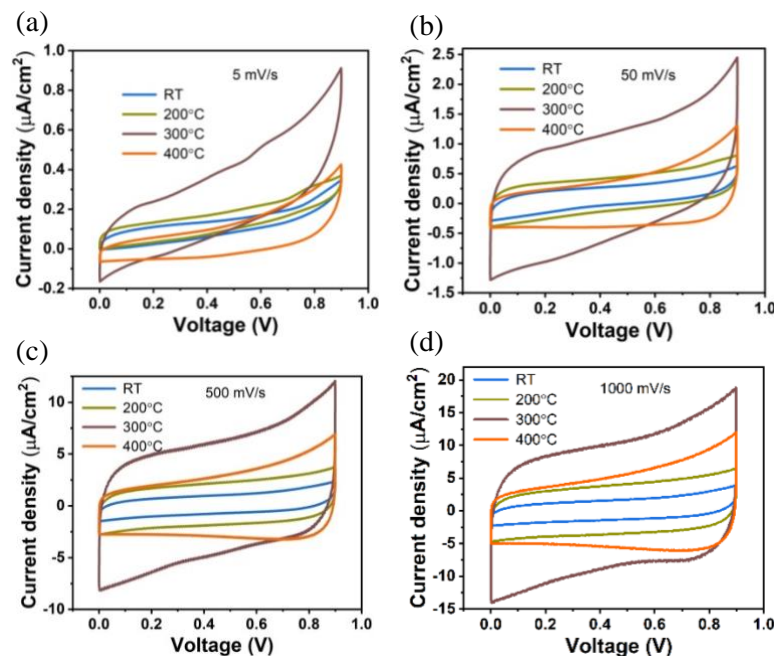 (a)
5 mV/s
RT
200°C
300°C
400°C
1.0
0.8
0.6
0.4
0.2
0.0
-0.2
0.0 0.2 0.4 0.6 0.8 1.0
Current density (µA/cm²)
Voltage (V)
(b)
50 mV/s
RT
200°C
300°C
400°C
2.5
2.0
1.5
1.0
0.5
0.0
-0.5
-1.0
-1.5
0.0 0.2 0.4 0.6 0.8 1.0
Current density (µA/cm²)
Voltage (V)
(c)
500 mV/s
RT
200°C
300°C
400°C
10
5
0
-5
-10
0.0 0.2 0.4 0.6 0.8 1.0
Current density (µA/cm²)
Voltage (V)
(d)
1000 mV/s
RT
200°C
300°C
400°C
20
15
10
5
0
-5
-10
-15
0.0 0.2 0.4 0.6 0.8 1.0
Current density (µA/cm²)
Voltage (V)